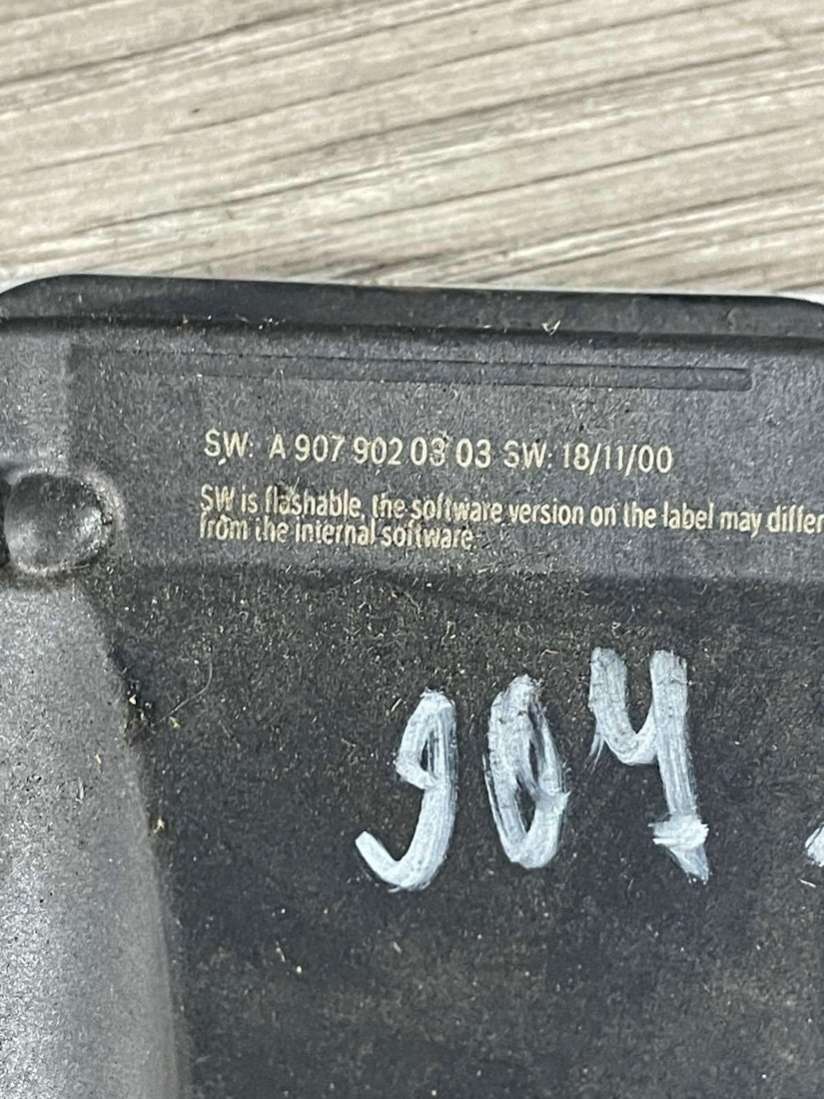 SW: A 907 902 03 03 SW: 18/11/00
SW is flashable, the software version on the label may differ
from the internal software.
904